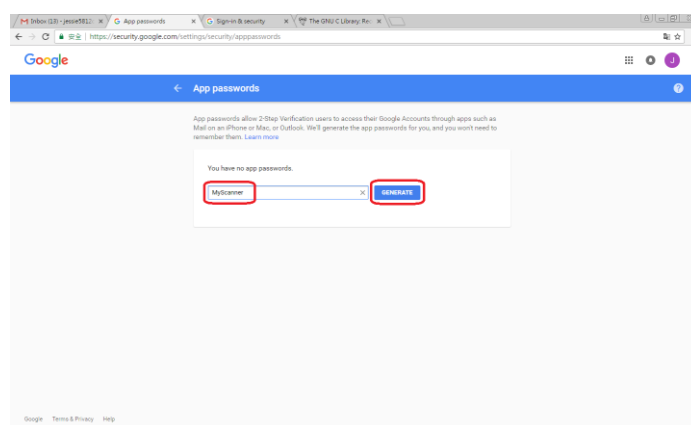 Inbox (13) - jesse5812
App passwords
Sign-in & security
The GNU C Library: Re
安全 | https://security.google.com/settings/security/apppasswords
Google
J
App passwords
App passwords allow 2-Step Verification users to access their Google Accounts through apps such as
Mail on an iPhone or Mac, or Outlook. We'll generate the app passwords for you, and you won't need to
remember them. Learn more
You have no app passwords.
MyScanner
GENERATE
Google Terms & Privacy Help